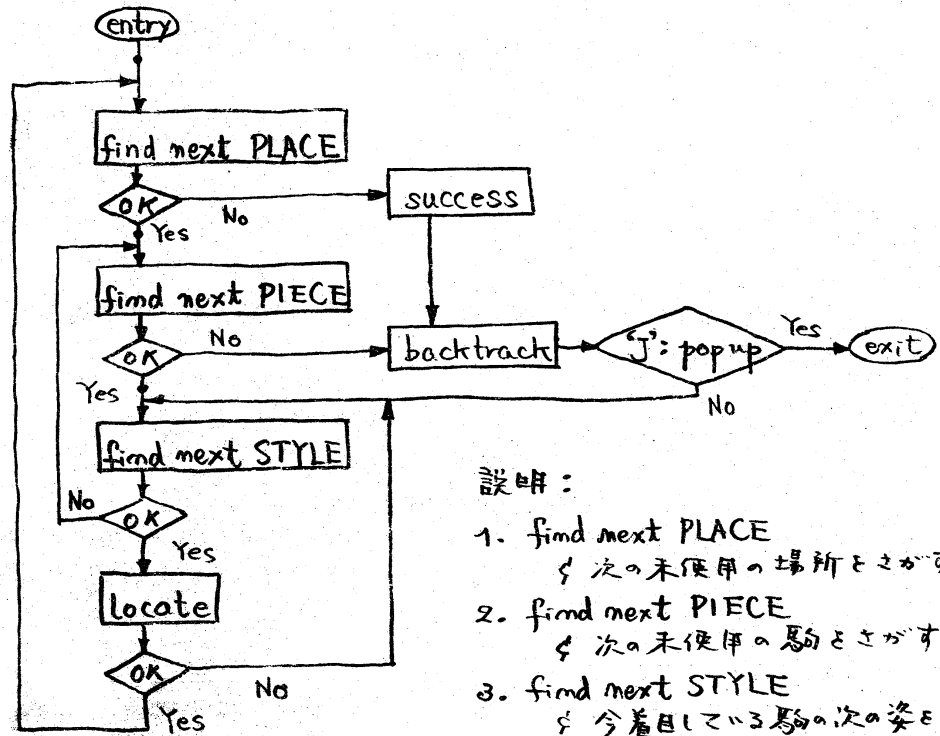 entry
find next PLACE
OK
No
success
Yes
find next PIECE
OK
No
backtrack
'J': pop up
Yes
exit
Yes
No
find next STYLE
No
OK
Yes
locate
OK
No
Yes
説明:
1. find next PLACE
次の未使用の場所をさがす
2. find next PIECE
次の未使用の駒をさがす
3. find next STYLE
今着目している駒の次の姿を